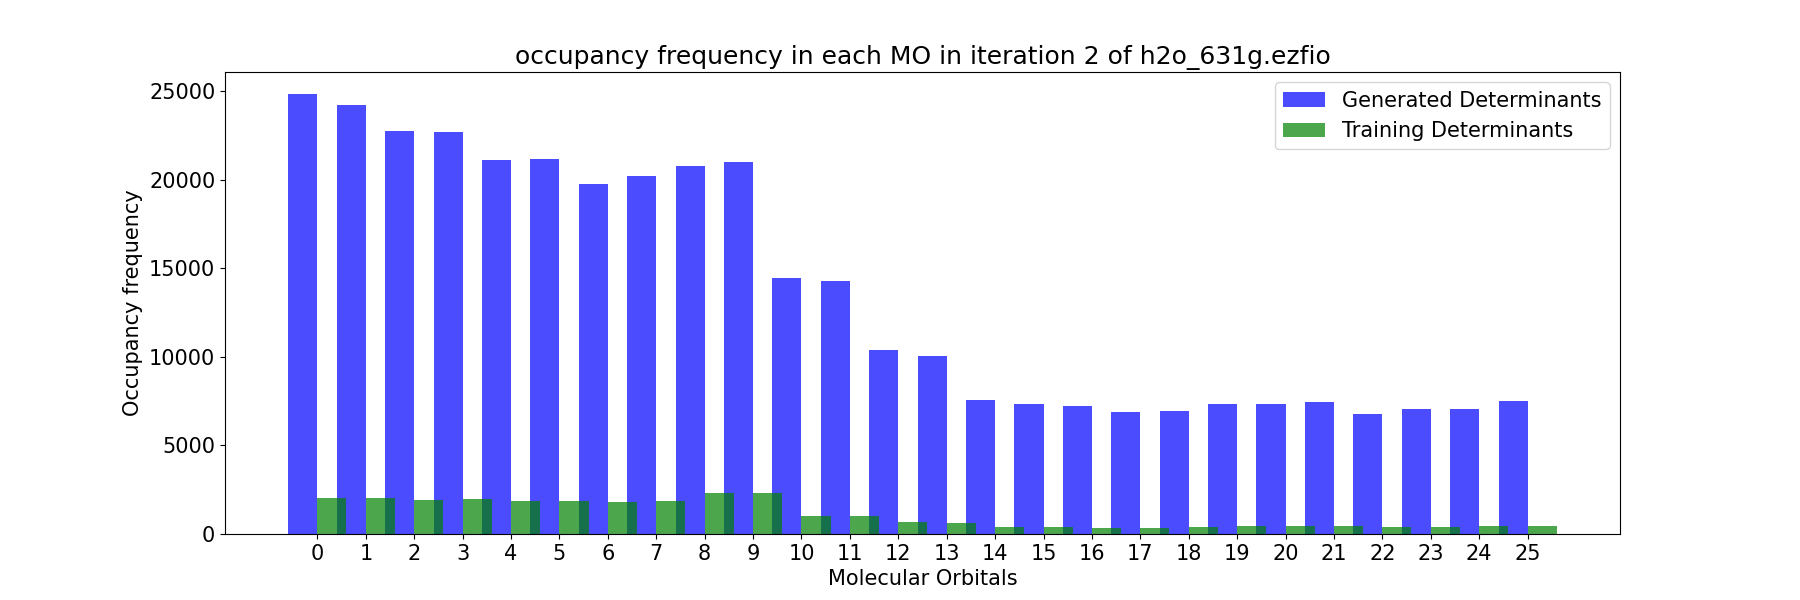 occupancy frequency in each MO in iteration 2 of h2o_631g.ezfio
Generated Determinants
Training Determinants
Occupancy frequency
25000
20000
15000
10000
5000
0
0 1 2 3 4 5 6 7 8 9 10 11 12 13 14 15 16 17 18 19 20 21 22 23 24 25
Molecular Orbitals